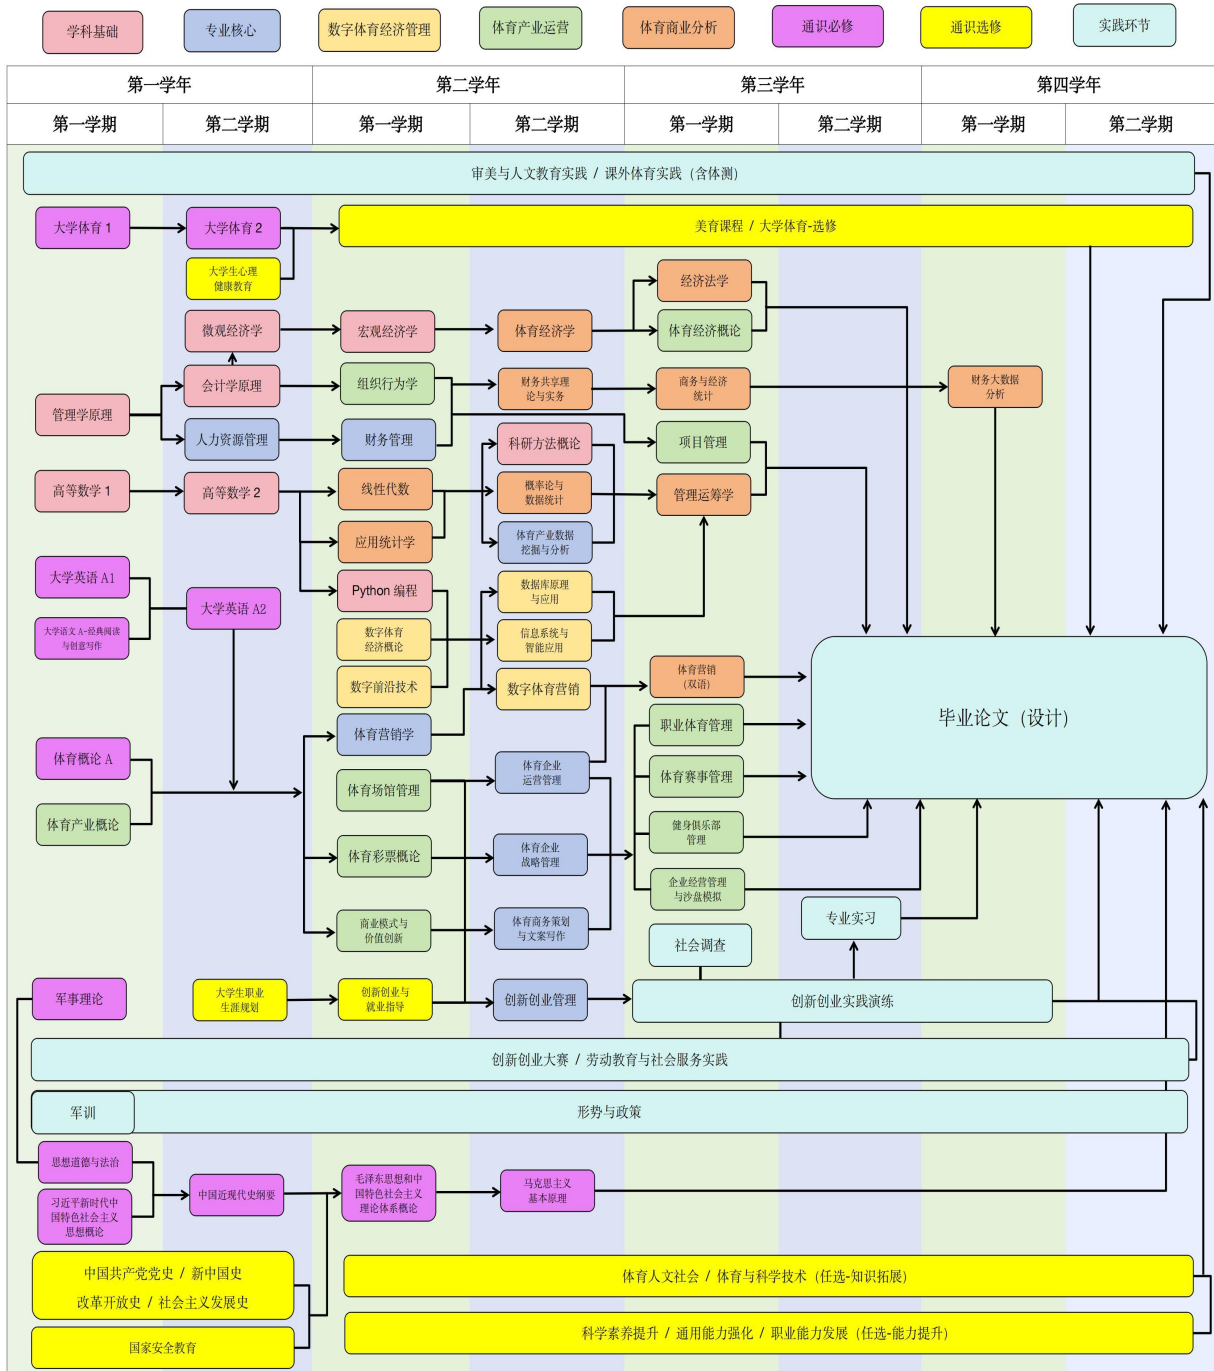 学科基础
专业核心
数字体育经济管理
体育产业运营
体育商业分析
通识必修
通识选修
实践环节
第一学年
第二学年
第三学年
第四学年
第一学期
第二学期
第一学期
第二学期
第一学期
第二学期
第一学期
第二学期
审美与人文教育实践 / 课外体育实践（含体测）
大学体育 1
大学体育 2
美育课程 / 大学体育-选修
大学生心理
健康教育
经济法学
微观经济学
宏观经济学
体育经济学
体育经济概论
会计学原理
组织行为学
财务共享理
论与实务
商务与经济
统计
财务大数据
分析
管理学原理
人力资源管理
财务管理
科研方法概论
项目管理
高等数学 1
高等数学 2
线性代数
概率论与
数据统计
管理运筹学
应用统计学
体育产业数据
挖掘与分析
大学英语 A1
Python 编程
数据库原理
与应用
大学英语 A2
大学语文 A-经典阅读
与创意写作
数字体育
经济概论
信息系统与
智能应用
数字前沿技术
数字体育营销
体育营销
（双语）
毕业论文（设计）
体育营销学
职业体育管理
体育概论 A
体育场馆管理
体育企业
运营管理
体育赛事管理
体育产业概论
健身俱乐部
管理
体育彩票概论
体育企业
战略管理
企业经营管理
与沙盘模拟
商业模式与
价值创新
体育商务策划
与文案写作
专业实习
社会调查
军事理论
大学生职业
生涯规划
创新创业与
就业指导
创新创业管理
创新创业实践演练
创新创业大赛 / 劳动教育与社会服务实践
军训
形势与政策
思想道德与法治
中国近现代史纲要
毛泽东思想和中
国特色社会主义
理论体系概论
马克思主义
基本原理
习近平新时代中
国特色社会主义
思想概论
中国共产党党史 / 新中国史
改革开放史 / 社会主义发展史
体育人文社会 / 体育与科学技术（任选-知识拓展）
国家安全教育
科学素养提升 / 通用能力强化 / 职业能力发展（任选-能力提升）